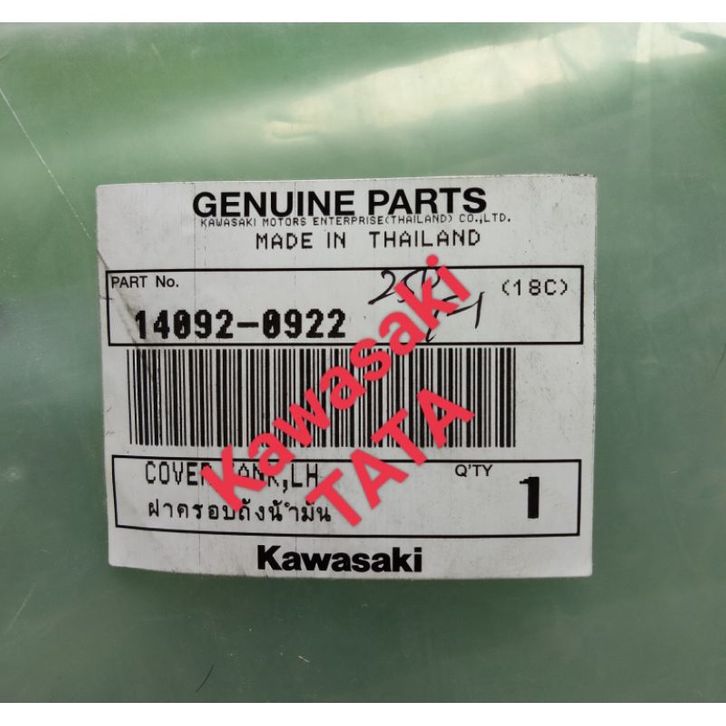 GENUINE PARTS
KAWASAKI MOTORS ENTERPRISE(THAILAND) CO.,LTD.
MADE IN THAILAND
PART No.
(18C)
14092-0922
COVER TANK,LH
Q'TY
1
ฝาครอบถังน้ำมัน
Kawasaki
Kawasaki
TATA